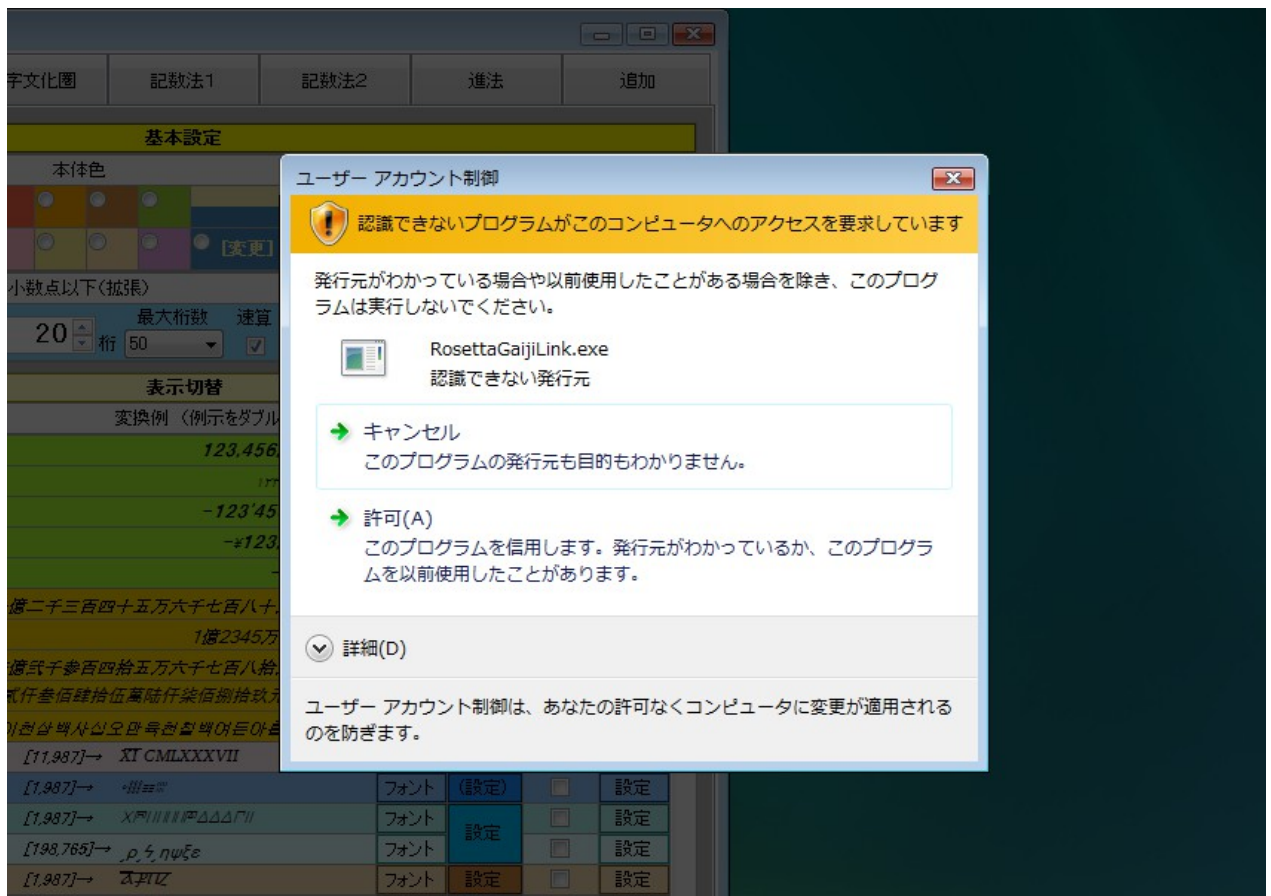 字文化圏 記数法1 記数法2 進法 追加
基本設定
本体色
[変更]
小数点以下(拡張)
最大桁数 速算
20 桁 50
表示切替
変換例 (例示をダブル
123,456
-123'45
-¥123,
億二千三百四十五万六千七百八十
1億2345万
億弐千参百四拾五万六千七百八拾
[11,987]→ XI CMLXXXVII
[1,987]→ フォント (設定) 設定
[1,987]→ フォント 設定 設定
[198,765]→ フォント 設定
[1,987]→ フォント 設定 設定
ユーザー アカウント制御
認識できないプログラムがこのコンピュータへのアクセスを要求しています
発行元がわかっている場合や以前使用したことがある場合を除き、このプログ
ラムは実行しないでください。
RosettaGaijiLink.exe
認識できない発行元
キャンセル
このプログラムの発行元も目的もわかりません。
許可(A)
このプログラムを信用します。発行元がわかっているか、このプログラ
ムを以前使用したことがあります。
詳細(D)
ユーザー アカウント制御は、あなたの許可なくコンピュータに変更が適用される
のを防ぎます。